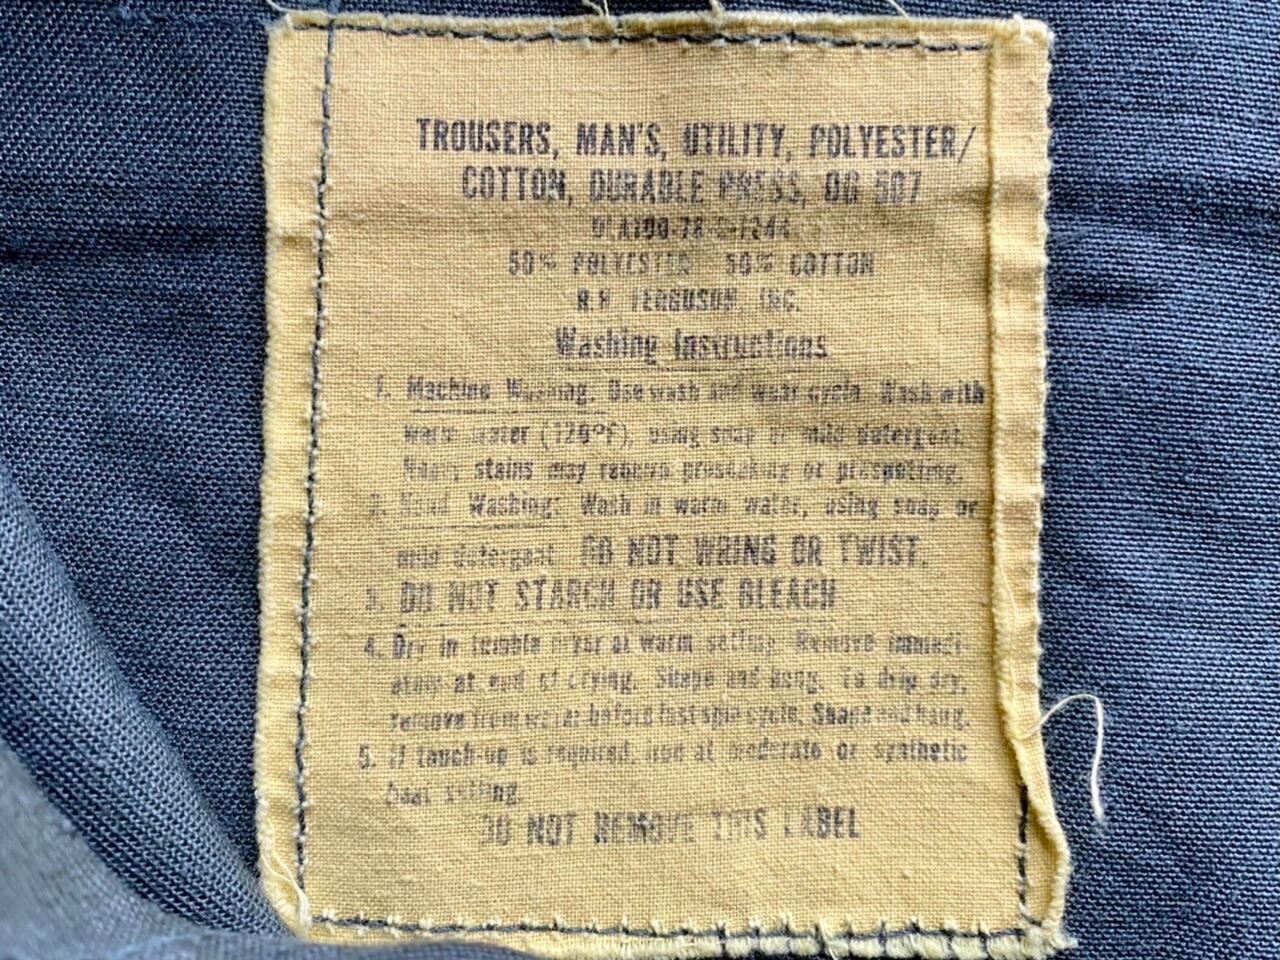 TROUSERS, MAN'S, UTILITY, POLYESTER/
COTTON, DURABLE PRESS, OG 507
50% POLYESTER 50% COTTON
FERGUSON, INC.
Washing Instructions
1. Machine Washing. Use wash and wear cycle. Wash with
warm water (120°F), using soap or mild detergent.
Heavy stains may require presoaking or prespotting.
2. Hand Washing: Wash in warm water, using soap or
mild detergent. DO NOT WRING OR TWIST.
3. DO NOT STARCH OR USE BLEACH
4. Dry in tumble dryer at warm setting. Remove immedi-
ately at end of drying. Shape and hang. To drip dry,
remove from water before last spin cycle. Shape and hang.
5. If touch-up is required, iron at moderate or synthetic
heat setting.
DO NOT REMOVE THIS LABEL